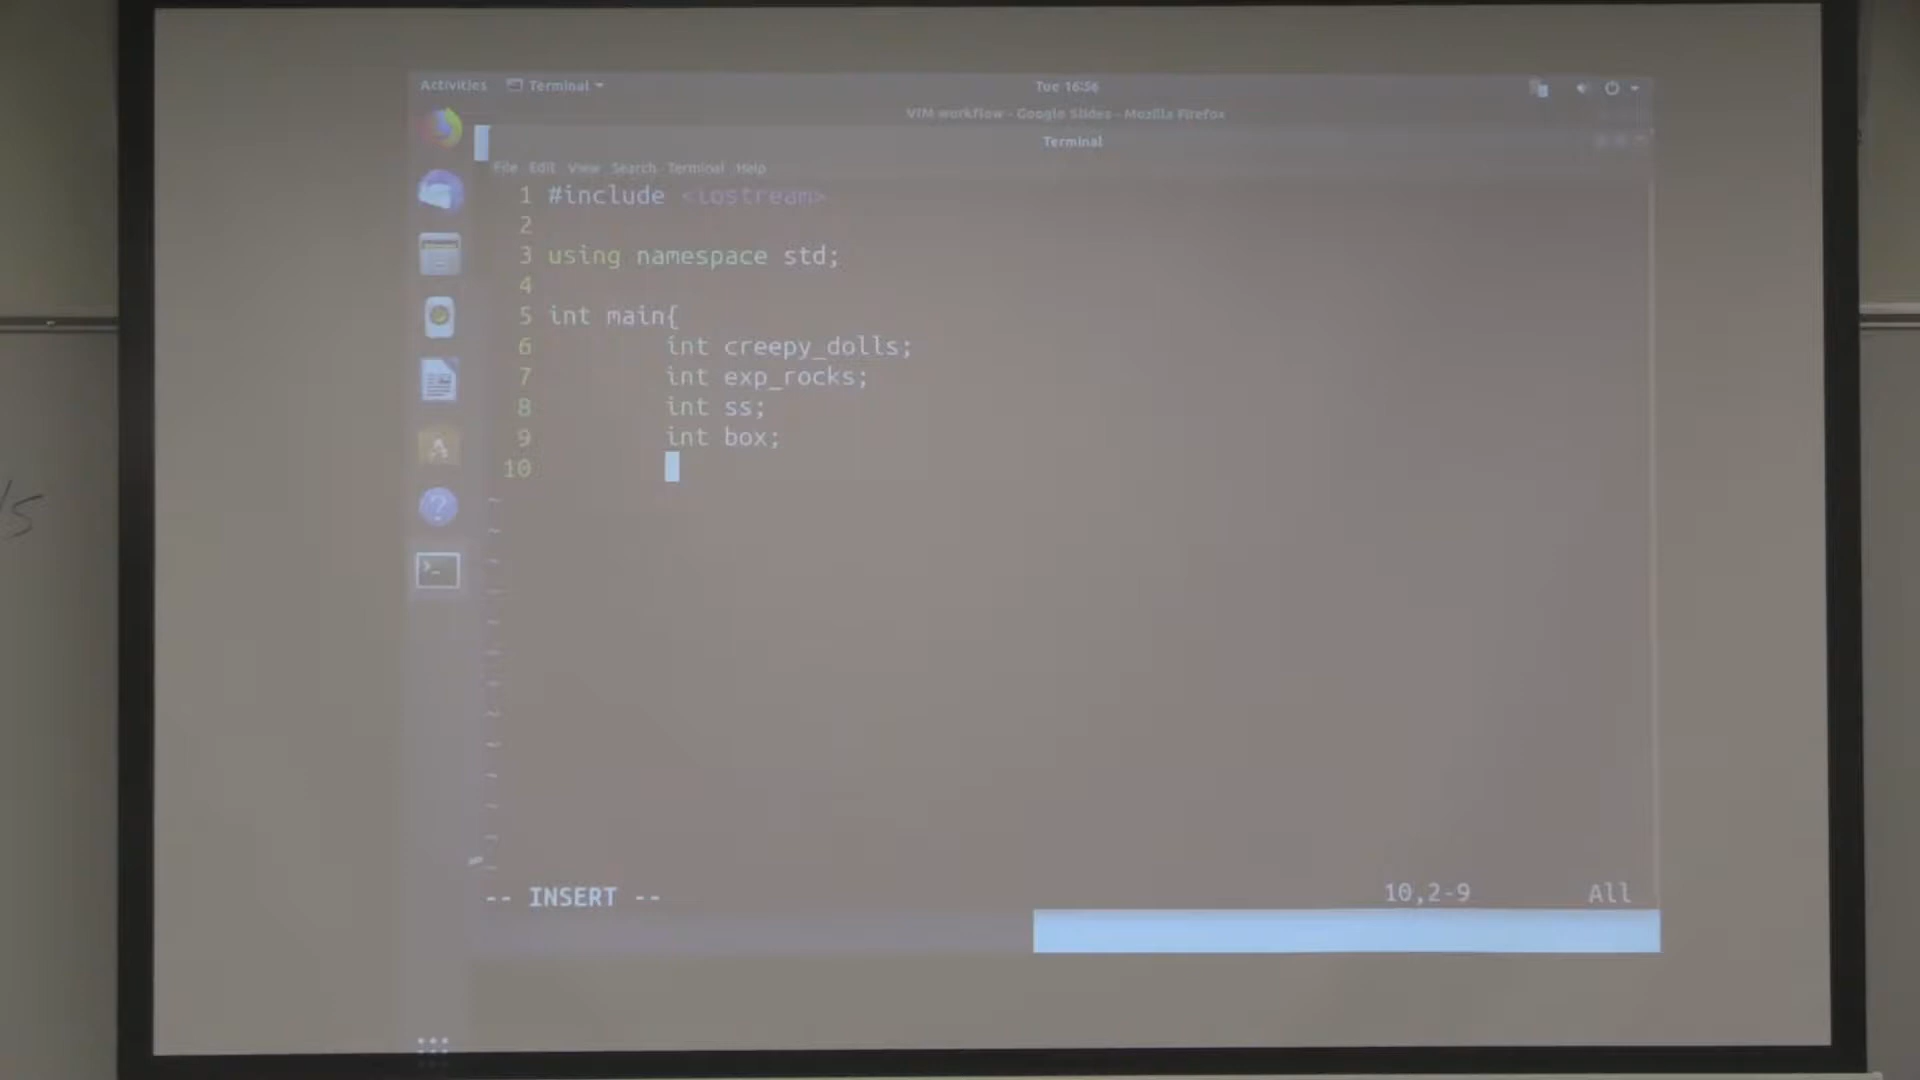 Activities Terminal Tue 16:56
VIM workflow - Google Slides - Mozilla Firefox
Terminal
File Edit View Search Terminal Help
1 #include <iostream>
2
3 using namespace std;
4
5 int main{
6 int creepy_dolls;
7 int exp_rocks;
8 int ss;
9 int box;
10
~
~
~
~
~
~
~
~
~
~
~
~
~
-- INSERT -- 10,2-9 All